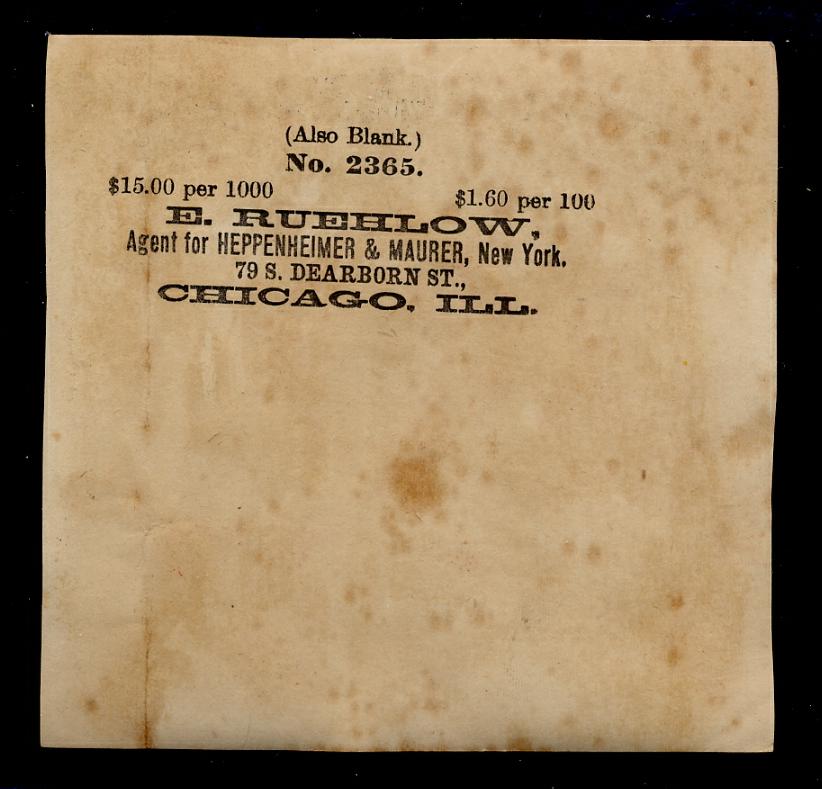 (Also Blank.)
No. 2365.
$15.00 per 1000 $1.60 per 100
E. RUEHLOW,
Agent for HEPPENHEIMER & MAURER, New York.
79 S. DEARBORN ST.,
CHICAGO, ILL.